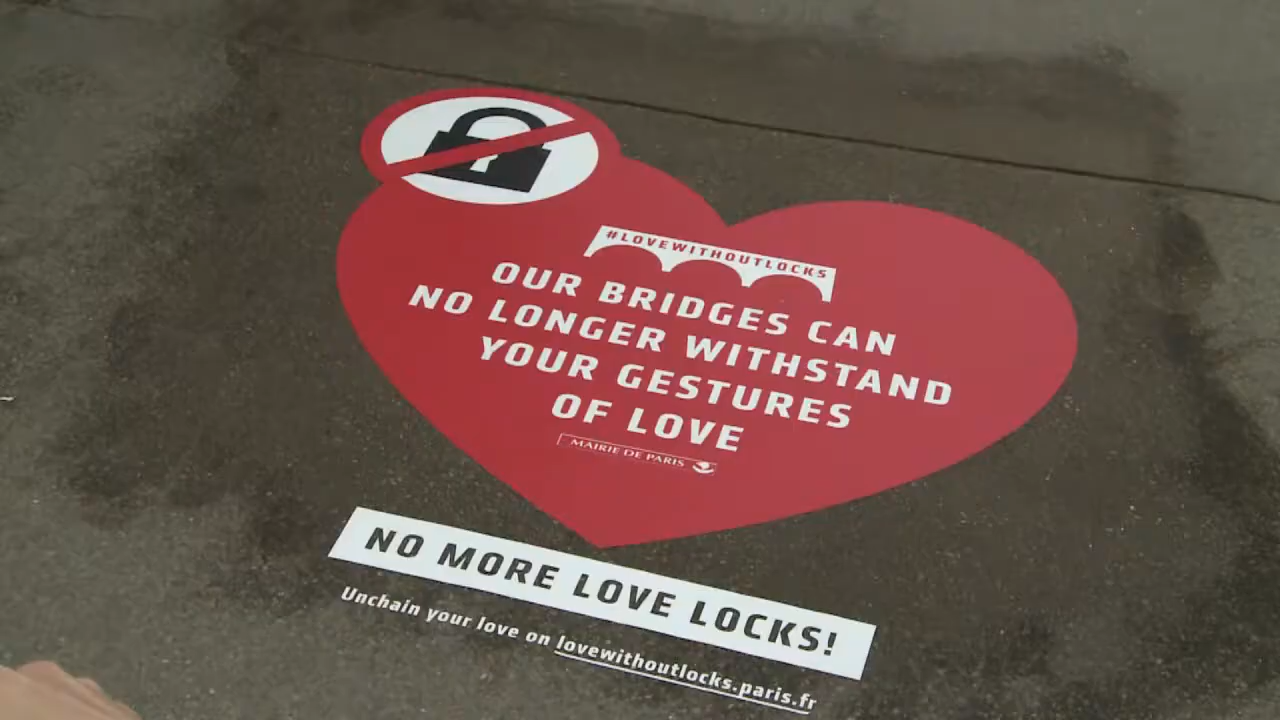 #LOVEWITHOUTLOCKS
OUR BRIDGES CAN
NO LONGER WITHSTAND
YOUR GESTURES
OF LOVE
MAIRIE DE PARIS
NO MORE LOVE LOCKS!
Unchain your love on lovewithoutlocks.paris.fr